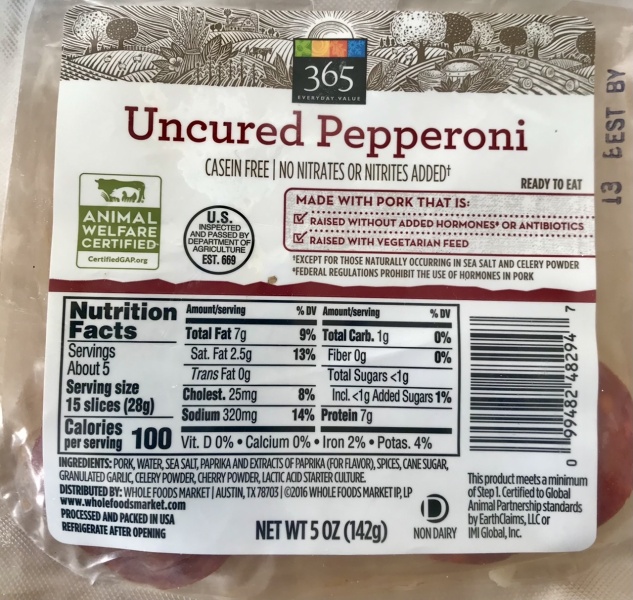 365
EVERYDAY VALUE
Uncured Pepperoni
CASEIN FREE | NO NITRATES OR NITRITES ADDED†
READY TO EAT
13 BEST BY
ANIMAL
WELFARE
CERTIFIED
CertifiedGAP.org
U.S.
INSPECTED
AND PASSED BY
DEPARTMENT OF
AGRICULTURE
EST. 669
MADE WITH PORK THAT IS:
RAISED WITHOUT ADDED HORMONES* OR ANTIBIOTICS
RAISED WITH VEGETARIAN FEED
†EXCEPT FOR THOSE NATURALLY OCCURRING IN SEA SALT AND CELERY POWDER
*FEDERAL REGULATIONS PROHIBIT THE USE OF HORMONES IN PORK
Nutrition
Facts
Servings
About 5
Serving size
15 slices (28g)
Calories
per serving 100
Amount/serving % DV Amount/serving % DV
Total Fat 7g 9% Total Carb. 1g 0%
Sat. Fat 2.5g 13% Fiber 0g 0%
Trans Fat 0g Total Sugars <1g
Cholest. 25mg 8% Incl. <1g Added Sugars 1%
Sodium 320mg 14% Protein 7g
Vit. D 0% • Calcium 0% • Iron 2% • Potas. 4%
0 99482 48294 7
INGREDIENTS: PORK, WATER, SEA SALT, PAPRIKA AND EXTRACTS OF PAPRIKA (FOR FLAVOR), SPICES, CANE SUGAR,
GRANULATED GARLIC, CELERY POWDER, CHERRY POWDER, LACTIC ACID STARTER CULTURE.
DISTRIBUTED BY: WHOLE FOODS MARKET | AUSTIN, TX 78703 | ©2016 WHOLE FOODS MARKET IP, LP
www.wholefoodsmarket.com
PROCESSED AND PACKED IN USA
REFRIGERATE AFTER OPENING
NET WT 5 OZ (142g)
D
NON DAIRY
This product meets a minimum
of Step 1. Certified to Global
Animal Partnership standards
by EarthClaims, LLC or
IMI Global, Inc.